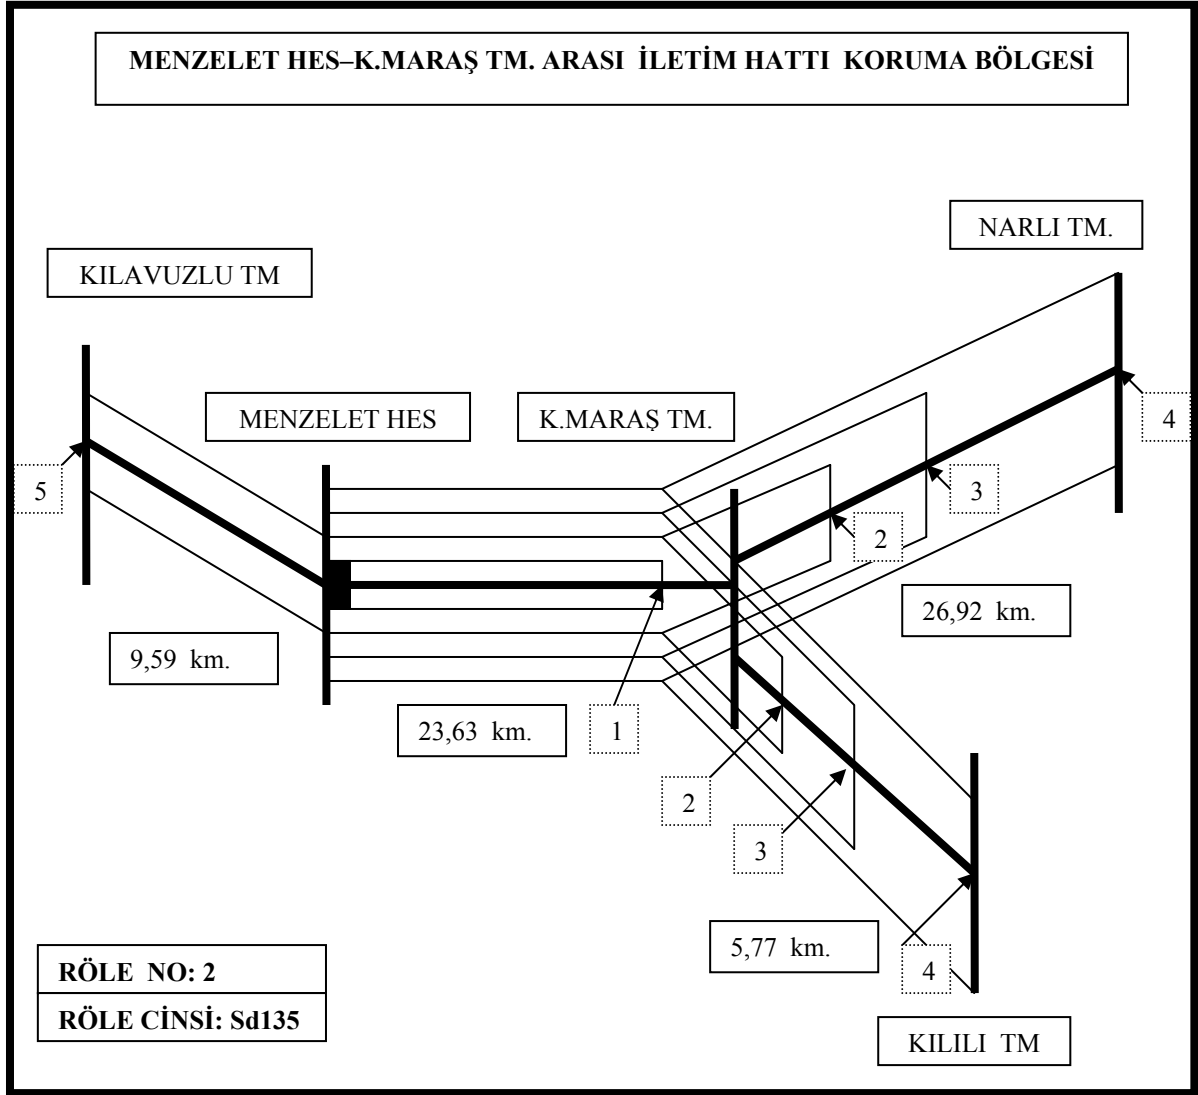 MENZELET HES–K.MARAŞ TM. ARASI İLETİM HATTI KORUMA BÖLGESİ
NARLI TM.
KILAVUZLU TM
MENZELET HES
K.MARAŞ TM.
4
5
3
2
26,92 km.
9,59 km.
23,63 km.
1
2
3
5,77 km.
4
RÖLE NO: 2
RÖLE CİNSİ: Sd135
KILILI TM